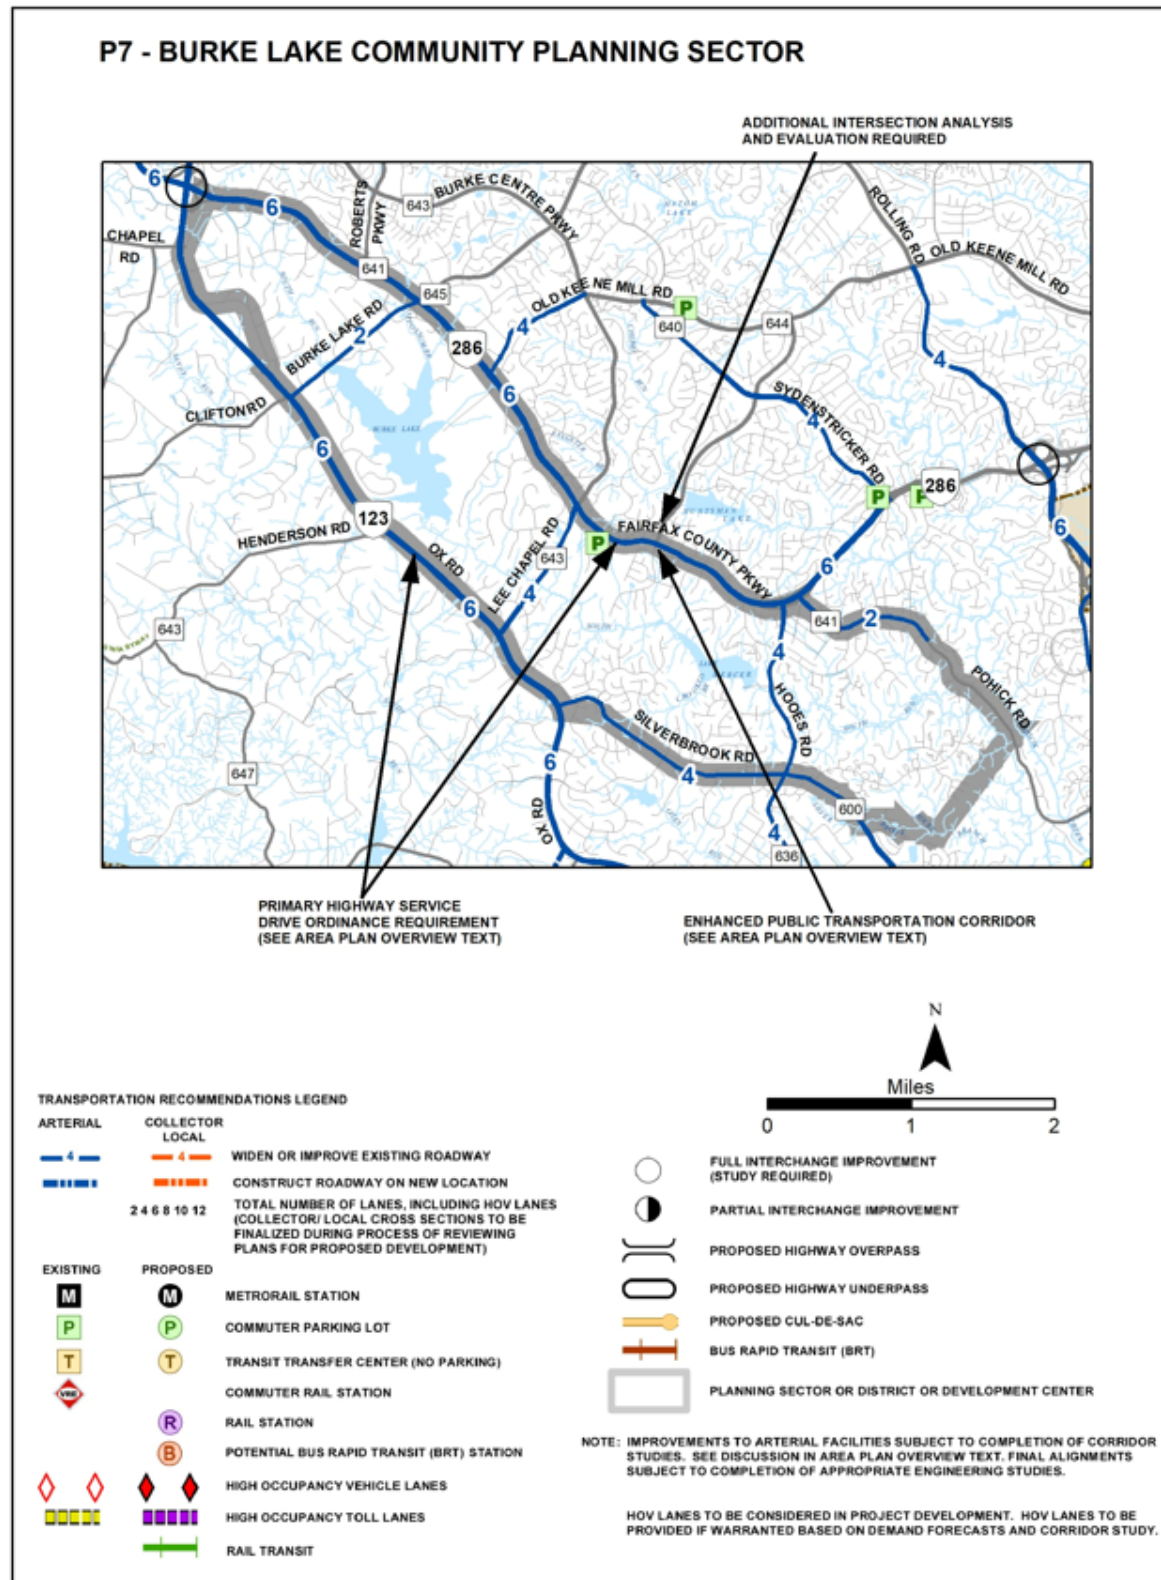 P7 - BURKE LAKE COMMUNITY PLANNING SECTOR
ADDITIONAL INTERSECTION ANALYSIS
AND EVALUATION REQUIRED
6
6
ROBERTS
PKWY
643
BURKE CENTRE PKWY
ROLLING RD
OLD KEENE MILL RD
CHAPEL
RD
641
645
OLD KEENE MILL RD
P
640
644
BURKE LAKE RD
2
286
4
4
CLIFTON RD
6
SYDENSTRICKER RD
4
BURKE LAKE
6
P
P
286
123
HENDERSON RD
HUNTSMAN LAKE
FAIRFAX COUNTY PKWY
6
P
OX RD
LEE CHAPEL RD
643
6
4
6
643
641
2
4
LAKE MERCER
HOOES RD
POHICK RD
SILVERBROOK RD
6
4
647
OX RD
600
4
636
PRIMARY HIGHWAY SERVICE
DRIVE ORDINANCE REQUIREMENT
(SEE AREA PLAN OVERVIEW TEXT)
ENHANCED PUBLIC TRANSPORTATION CORRIDOR
(SEE AREA PLAN OVERVIEW TEXT)
N
Miles
0 1 2
TRANSPORTATION RECOMMENDATIONS LEGEND
ARTERIAL COLLECTOR
LOCAL
4 4 WIDEN OR IMPROVE EXISTING ROADWAY
CONSTRUCT ROADWAY ON NEW LOCATION
2 4 6 8 10 12 TOTAL NUMBER OF LANES, INCLUDING HOV LANES
(COLLECTOR/ LOCAL CROSS SECTIONS TO BE
FINALIZED DURING PROCESS OF REVIEWING
PLANS FOR PROPOSED DEVELOPMENT)
EXISTING PROPOSED
M M METRORAIL STATION
P P COMMUTER PARKING LOT
T T TRANSIT TRANSFER CENTER (NO PARKING)
VRE COMMUTER RAIL STATION
R RAIL STATION
B POTENTIAL BUS RAPID TRANSIT (BRT) STATION
HIGH OCCUPANCY VEHICLE LANES
HIGH OCCUPANCY TOLL LANES
RAIL TRANSIT
FULL INTERCHANGE IMPROVEMENT
(STUDY REQUIRED)
PARTIAL INTERCHANGE IMPROVEMENT
PROPOSED HIGHWAY OVERPASS
PROPOSED HIGHWAY UNDERPASS
PROPOSED CUL-DE-SAC
BUS RAPID TRANSIT (BRT)
PLANNING SECTOR OR DISTRICT OR DEVELOPMENT CENTER
NOTE: IMPROVEMENTS TO ARTERIAL FACILITIES SUBJECT TO COMPLETION OF CORRIDOR
STUDIES. SEE DISCUSSION IN AREA PLAN OVERVIEW TEXT. FINAL ALIGNMENTS
SUBJECT TO COMPLETION OF APPROPRIATE ENGINEERING STUDIES.
HOV LANES TO BE CONSIDERED IN PROJECT DEVELOPMENT. HOV LANES TO BE
PROVIDED IF WARRANTED BASED ON DEMAND FORECASTS AND CORRIDOR STUDY.